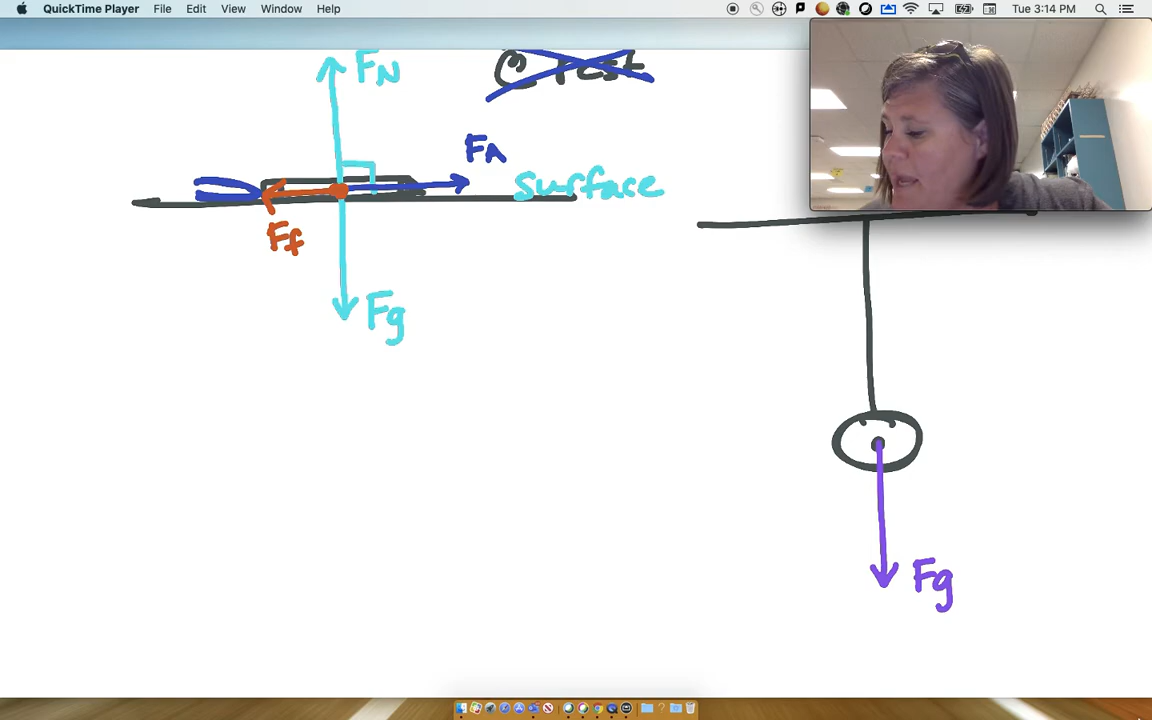 QuickTime Player File Edit View Window Help Tue 3:14 PM
FN
@ rest
FA
surface
Ff
Fg
Fg